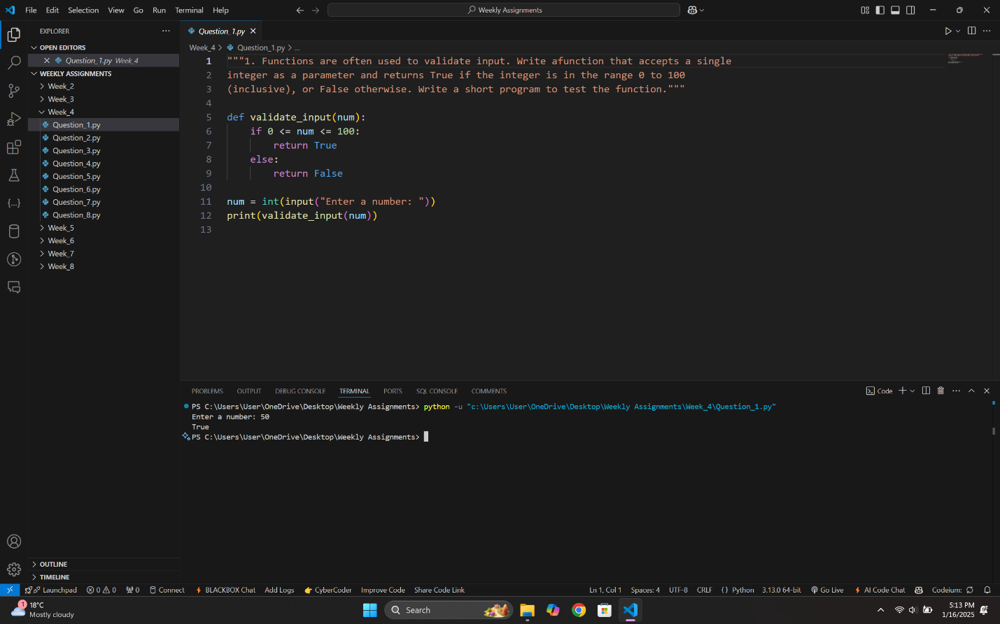 File Edit Selection View Go Run Terminal Help
Weekly Assignments
EXPLORER
OPEN EDITORS
Question_1.py Week_4
WEEKLY ASSIGNMENTS
Week_2
Week_3
Week_4
Question_1.py
Question_2.py
Question_3.py
Question_4.py
Question_5.py
Question_6.py
Question_7.py
Question_8.py
Week_5
Week_6
Week_7
Week_8
OUTLINE
TIMELINE
Question_1.py
Week_4 > Question_1.py > ...
1 """1. Functions are often used to validate input. Write afunction that accepts a single
2 integer as a parameter and returns True if the integer is in the range 0 to 100
3 (inclusive), or False otherwise. Write a short program to test the function."""
4
5 def validate_input(num):
6     if 0 <= num <= 100:
7         return True
8     else:
9         return False
10
11 num = int(input("Enter a number: "))
12 print(validate_input(num))
13
PROBLEMS OUTPUT DEBUG CONSOLE TERMINAL PORTS SQL CONSOLE COMMENTS
Code
PS C:\Users\User\OneDrive\Desktop\Weekly Assignments> python -u "c:\Users\User\OneDrive\Desktop\Weekly Assignments\Week_4\Question_1.py"
Enter a number: 50
True
PS C:\Users\User\OneDrive\Desktop\Weekly Assignments>
Launchpad 0 0 0 Connect BLACKBOX Chat Add Logs CyberCoder Improve Code Share Code Link Ln 1, Col 1 Spaces: 4 UTF-8 CRLF {} Python 3.13.0 64-bit Go Live AI Code Chat Codeium:
1 18°C
Mostly cloudy
Search
5:13 PM
1/16/2025